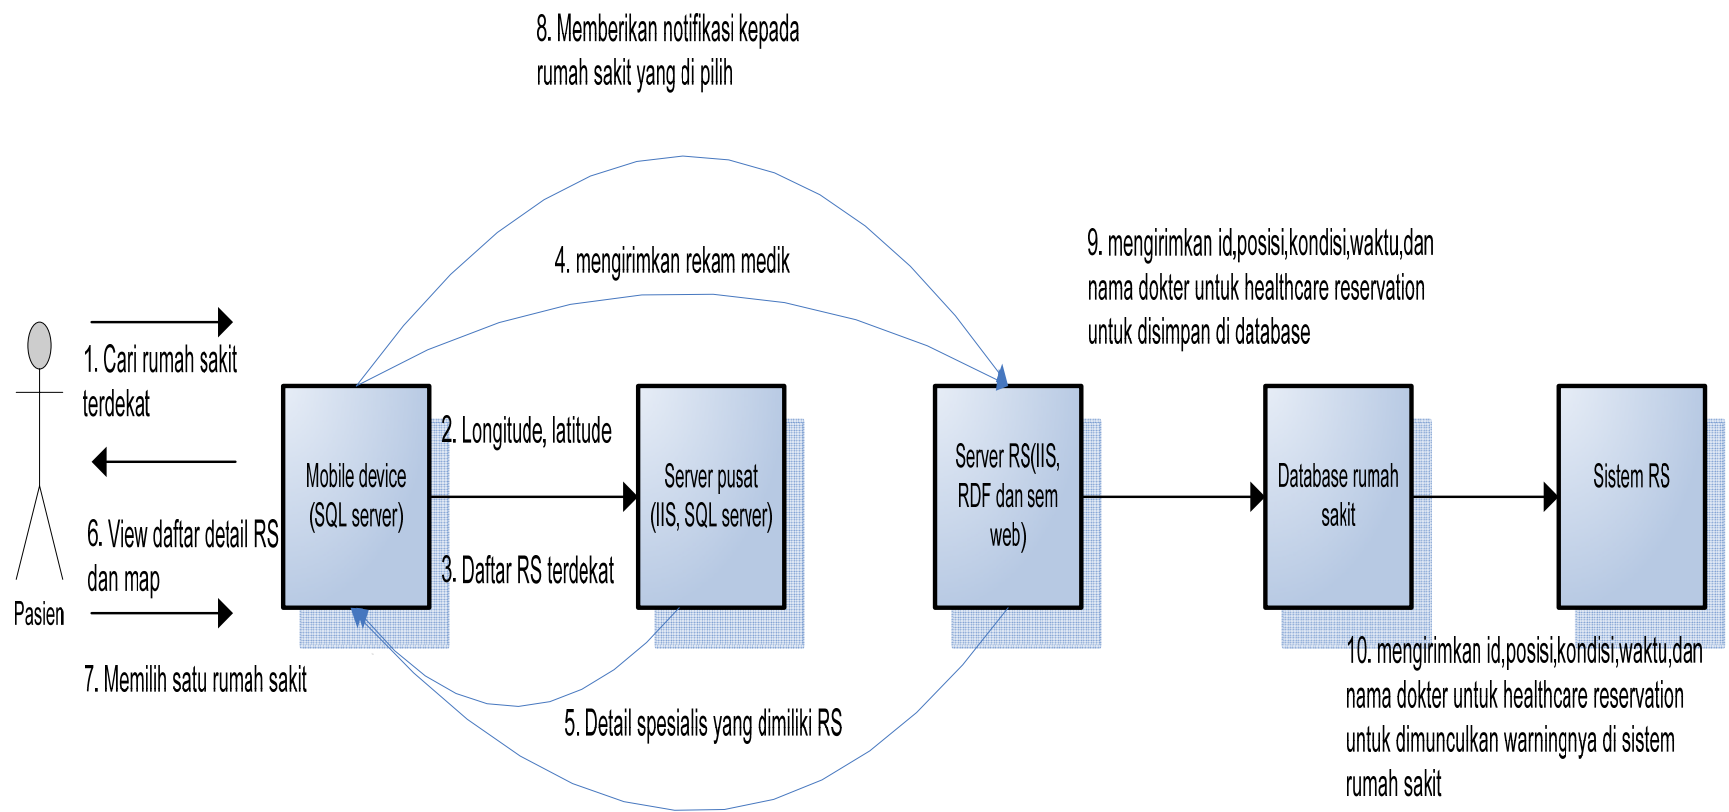 8. Memberikan notifikasi kepada
rumah sakit yang di pilih
4. mengirimkan rekam medik
9. mengirimkan id,posisi,kondisi,waktu,dan
nama dokter untuk healthcare reservation
untuk disimpan di database
1. Cari rumah sakit
terdekat
2. Longitude, latitude
Mobile device
(SQL server)
Server pusat
(IIS, SQL server)
Server RS(IIS,
RDF dan sem
web)
Database rumah
sakit
Sistem RS
6. View daftar detail RS
dan map
3. Daftar RS terdekat
Pasien
7. Memilih satu rumah sakit
5. Detail spesialis yang dimiliki RS
10. mengirimkan id,posisi,kondisi,waktu,dan
nama dokter untuk healthcare reservation
untuk dimunculkan warningnya di sistem
rumah sakit